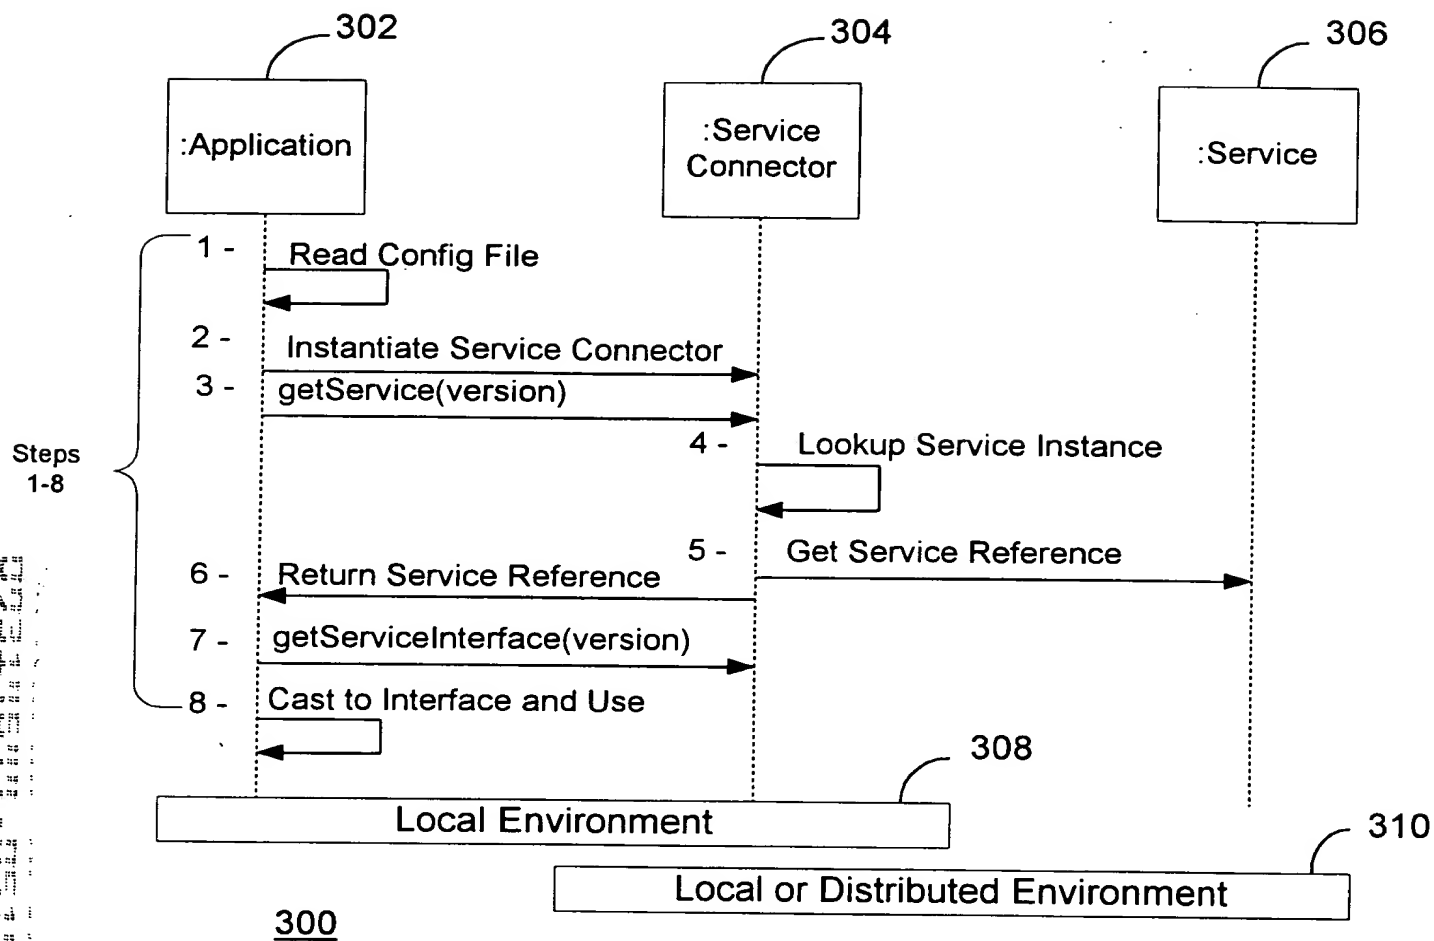 302
304
306
:Application
:Service
Connector
:Service
1 -
Read Config File
2 -
Instantiate Service Connector
3 -
getService(version)
4 -
Lookup Service Instance
Steps
1-8
5 -
Get Service Reference
6 -
Return Service Reference
7 -
getServiceInterface(version)
8 -
Cast to Interface and Use
308
Local Environment
310
Local or Distributed Environment
300